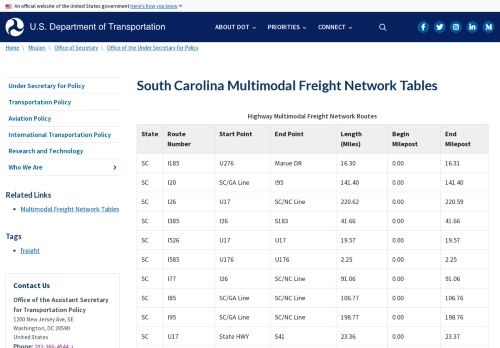 An official website of the United States government Here's how you know
U.S. Department of Transportation
ABOUT DOT
PRIORITIES
CONNECT
Home \ Mission \ Office of Secretary \ Office of the Under Secretary for Policy
Under Secretary for Policy
Transportation Policy
Aviation Policy
International Transportation Policy
Research and Technology
Who We Are
Related Links
Multimodal Freight Network Tables
Tags
freight
Contact Us
Office of the Assistant Secretary
for Transportation Policy
1200 New Jersey Ave, SE
Washington, DC 20590
United States
Phone: 202-366-4544
South Carolina Multimodal Freight Network Tables
Highway Multimodal Freight Network Routes
State Route Number Start Point End Point Length (Miles) Begin Milepost End Milepost
SC I185 U276 Marue DR 16.30 0.00 16.31
SC I20 SC/GA Line I95 141.40 0.00 141.40
SC I26 U17 SC/NC Line 220.62 0.00 220.59
SC I385 I26 S183 41.66 0.00 41.66
SC I526 U17 U17 19.57 0.00 19.57
SC I585 U176 U176 2.25 0.00 2.25
SC I77 I26 SC/NC Line 91.06 0.00 91.06
SC I85 SC/GA Line SC/NC Line 106.77 0.00 106.76
SC I95 SC/GA Line SC/NC Line 198.77 0.00 198.76
SC U17 State HWY S41 23.36 0.00 23.37